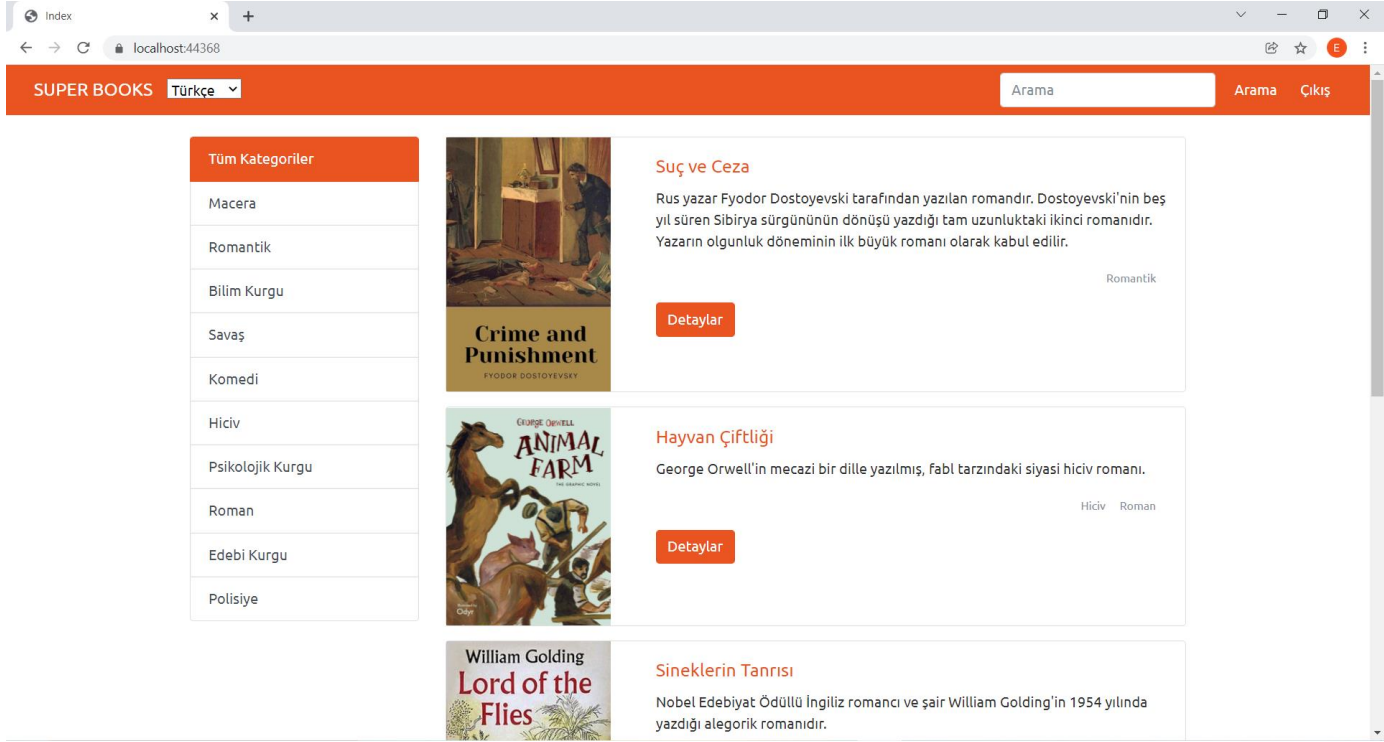 Index
localhost:44368
E
SUPER BOOKS Türkçe Arama Arama Çıkış
Tüm Kategoriler
Macera
Romantik
Bilim Kurgu
Savaş
Komedi
Hiciv
Psikolojik Kurgu
Roman
Edebi Kurgu
Polisiye
Crime and
Punishment
FYODOR DOSTOYEVSKY
Suç ve Ceza
Rus yazar Fyodor Dostoyevski tarafından yazılan romandır. Dostoyevski'nin beş
yıl süren Sibirya sürgününün dönüşü yazdığı tam uzunluktaki ikinci romanıdır.
Yazarın olgunluk döneminin ilk büyük romanı olarak kabul edilir.
Romantik
Detaylar
GEORGE ORWELL
ANIMAL
FARM
THE GRAPHIC NOVEL
Odyr
Hayvan Çiftliği
George Orwell'in mecazi bir dille yazılmış, fabl tarzındaki siyasi hiciv romanı.
Hiciv Roman
Detaylar
William Golding
Lord of the
Flies
Sineklerin Tanrısı
Nobel Edebiyat Ödüllü İngiliz romancı ve şair William Golding'in 1954 yılında
yazdığı alegorik romanıdır.